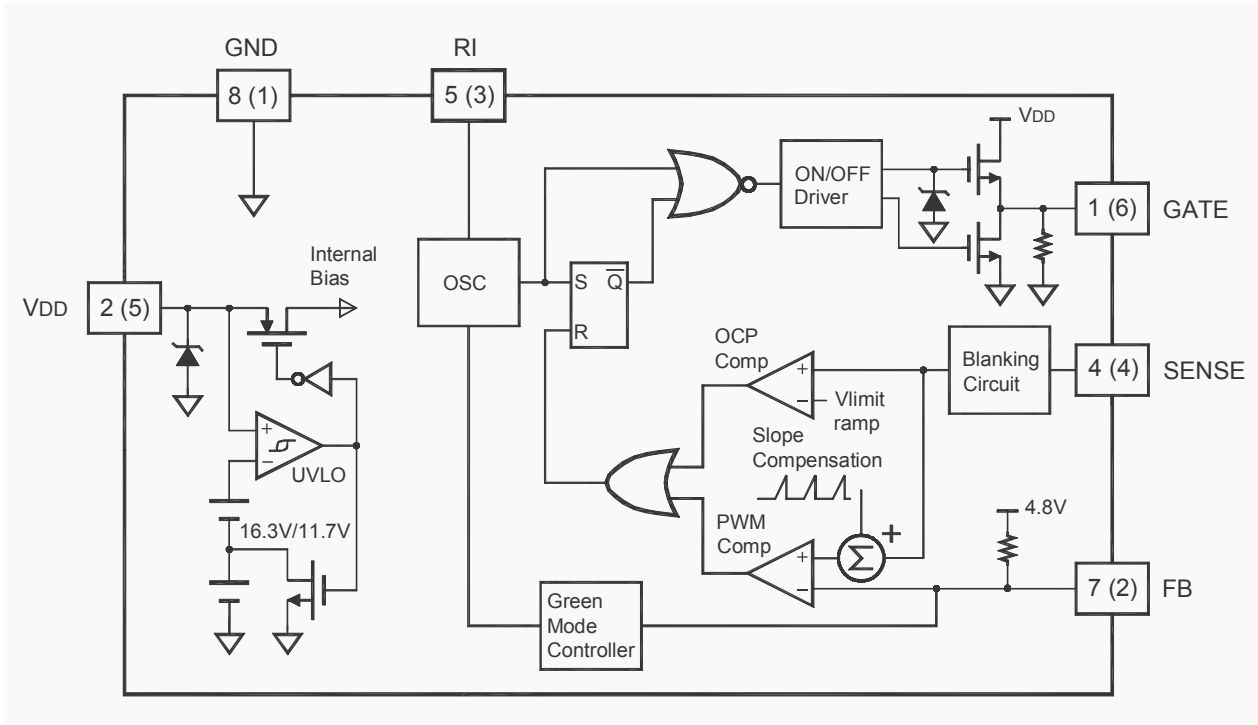 GND
8 (1)
RI
5 (3)
VDD
ON/OFF
Driver
1 (6)
GATE
Internal
Bias
OSC
S
Q̅
R
VDD
2 (5)
OCP
Comp
+
−
Vlimit
ramp
Blanking
Circuit
4 (4)
SENSE
Slope
Compensation
+
−
UVLO
16.3V/11.7V
PWM
Comp
+
−
Σ
+
4.8V
7 (2)
FB
Green
Mode
Controller